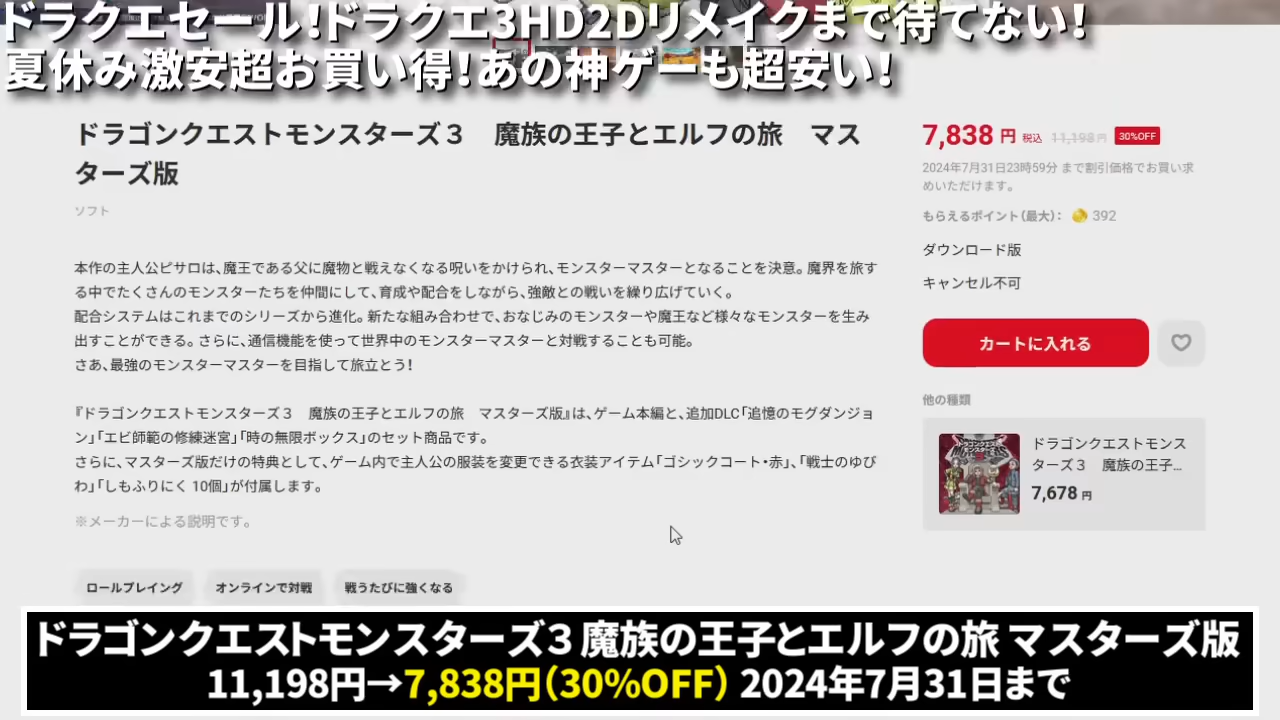 ドラクエセール！ドラクエ3HD2Dリメイクまで待てない！
夏休み激安超お買い得！あの神ゲーも超安い！
ドラゴンクエストモンスターズ３　魔族の王子とエルフの旅　マス
ターズ版
ソフト
本作の主人公ピサロは、魔王である父に魔物と戦えなくなる呪いをかけられ、モンスターマスターとなることを決意。魔界を旅す
る中でたくさんのモンスターたちを仲間にして、育成や配合をしながら、強敵との戦いを繰り広げていく。
配合システムはこれまでのシリーズから進化。新たな組み合わせで、おなじみのモンスターや魔王など様々なモンスターを生み
出すことができる。さらに、通信機能を使って世界中のモンスターマスターと対戦することも可能。
さあ、最強のモンスターマスターを目指して旅立とう！
『ドラゴンクエストモンスターズ３　魔族の王子とエルフの旅　マスターズ版』は、ゲーム本編と、追加DLC「追憶のモグダンジョ
ン」「エビ師範の修練迷宮」「時の無限ボックス」のセット商品です。
さらに、マスターズ版だけの特典として、ゲーム内で主人公の服装を変更できる衣装アイテム「ゴシックコート・赤」、「戦士のゆび
わ」「しもふりにく 10個」が付属します。
※メーカーによる説明です。
ロールプレイング　オンラインで対戦　戦うたびに強くなる
7,838 円 税込 11,198円 30%OFF
2024年7月31日23時59分 まで割引価格でお買い求
めいただけます。
もらえるポイント（最大）： 392
ダウンロード版
キャンセル不可
カートに入れる
他の種類
ドラゴンクエストモンス
ターズ３　魔族の王子…
7,678 円
ドラゴンクエストモンスターズ３ 魔族の王子とエルフの旅 マスターズ版
11,198円→7,838円（30%OFF） 2024年7月31日まで